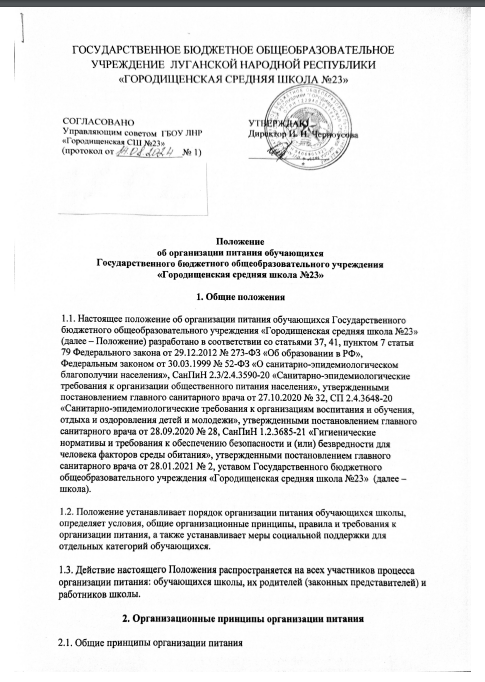 ГОСУДАРСТВЕННОЕ БЮДЖЕТНОЕ ОБЩЕОБРАЗОВАТЕЛЬНОЕ
УЧРЕЖДЕНИЕ ЛУГАНСКОЙ НАРОДНОЙ РЕСПУБЛИКИ
«ГОРОДИЩЕНСКАЯ СРЕДНЯЯ ШКОЛА №23»
СОГЛАСОВАНО
Управляющим советом ГБОУ ЛНР
«Городищенская СШ №23»
(протокол от 2024 № 1)
УТВЕРЖДАЮ
Директор И. Н. Черноусова
Положение
об организации питания обучающихся
Государственного бюджетного общеобразовательного учреждения
«Городищенская средняя школа №23»
1. Общие положения
1.1. Настоящее положение об организации питания обучающихся Государственного
бюджетного общеобразовательного учреждения «Городищенская средняя школа №23»
(далее – Положение) разработано в соответствии со статьями 37, 41, пунктом 7 статьи
79 Федерального закона от 29.12.2012 № 273-ФЗ «Об образовании в РФ»,
Федеральным законом от 30.03.1999 № 52-ФЗ «О санитарно-эпидемиологическом
благополучии населения», СанПиН 2.3/2.4.3590-20 «Санитарно-эпидемиологические
требования к организации общественного питания населения», утвержденными
постановлением главного санитарного врача от 27.10.2020 № 32, СП 2.4.3648-20
«Санитарно-эпидемиологические требования к организациям воспитания и обучения,
отдыха и оздоровления детей и молодежи», утвержденными постановлением главного
санитарного врача от 28.09.2020 № 28, СанПиН 1.2.3685-21 «Гигиенические
нормативы и требования к обеспечению безопасности и (или) безвредности для
человека факторов среды обитания», утвержденными постановлением главного
санитарного врача от 28.01.2021 № 2, уставом Государственного бюджетного
общеобразовательного учреждения «Городищенская средняя школа №23» (далее –
школа).
1.2. Положение устанавливает порядок организации питания обучающихся школы,
определяет условия, общие организационные принципы, правила и требования к
организации питания, а также устанавливает меры социальной поддержки для
отдельных категорий обучающихся.
1.3. Действие настоящего Положения распространяется на всех участников процесса
организации питания: обучающихся школы, их родителей (законных представителей) и
работников школы.
2. Организационные принципы организации питания
2.1. Общие принципы организации питания